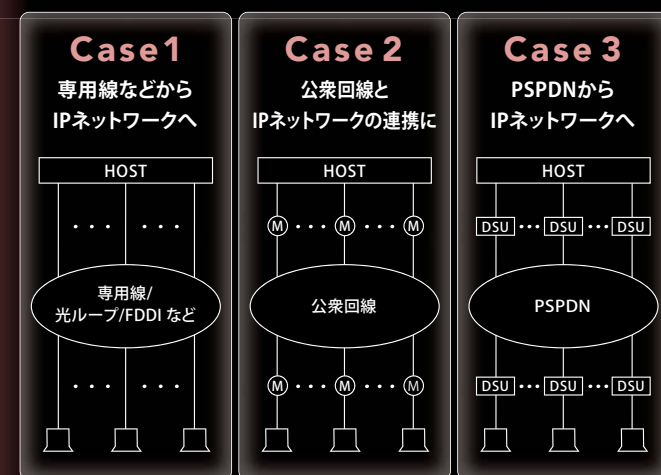 Case1
専用線などから
IPネットワークへ
HOST
専用線/
光ループ/FDDI など
Case 2
公衆回線と
IPネットワークの連携に
HOST
M ・・・ M ・・・ M
公衆回線
M ・・・ M ・・・ M
Case 3
PSPDNから
IPネットワークへ
HOST
DSU ・・・ DSU ・・・ DSU
PSPDN
DSU ・・・ DSU ・・・ DSU